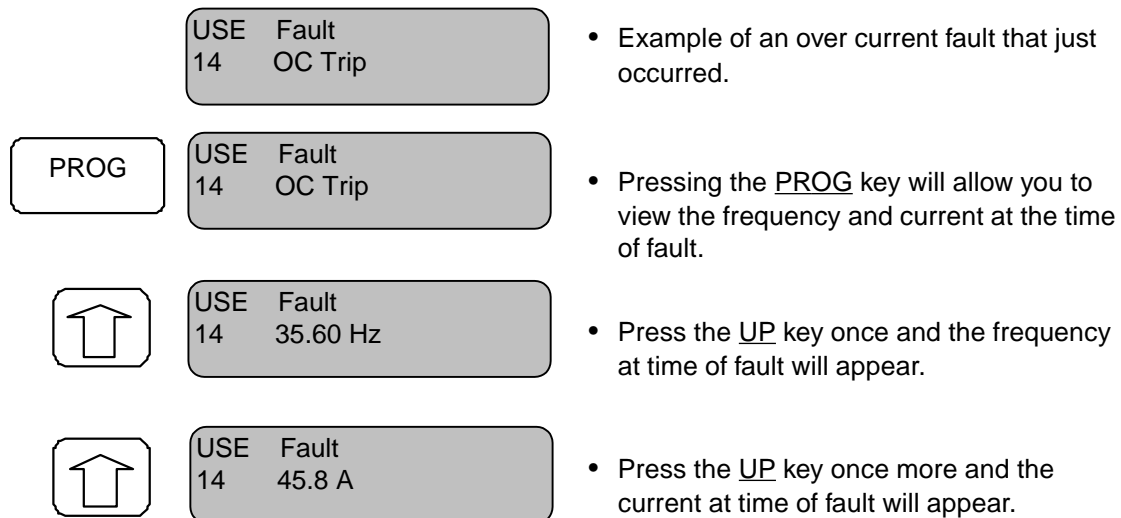 USE Fault
14 OC Trip
• Example of an over current fault that just
occurred.
PROG
USE Fault
14 OC Trip
• Pressing the PROG key will allow you to
view the frequency and current at the time
of fault.
USE Fault
14 35.60 Hz
• Press the UP key once and the frequency
at time of fault will appear.
USE Fault
14 45.8 A
• Press the UP key once more and the
current at time of fault will appear.